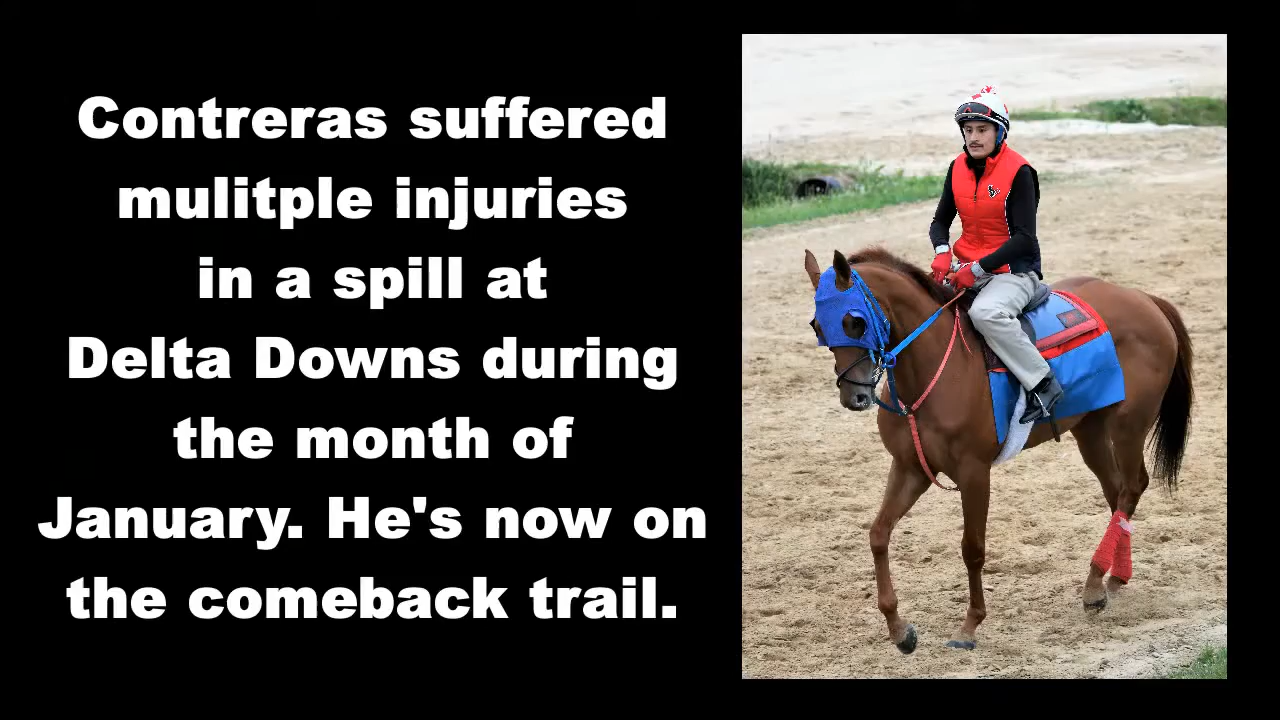 Contreras suffered
mulitple injuries
in a spill at
Delta Downs during
the month of
January. He's now on
the comeback trail.